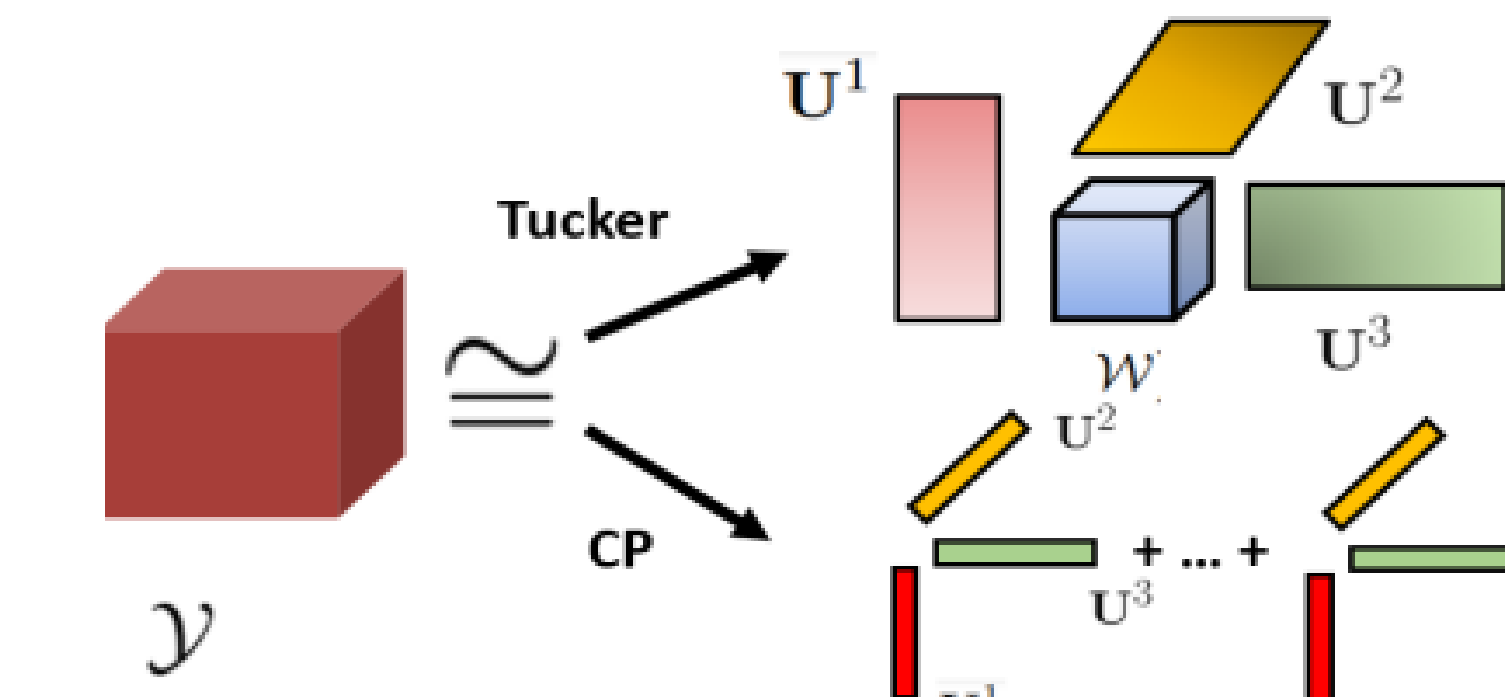 U¹
U²
Tucker
≅
U³
𝒲
U²
CP
+ ... +
U³
𝒴